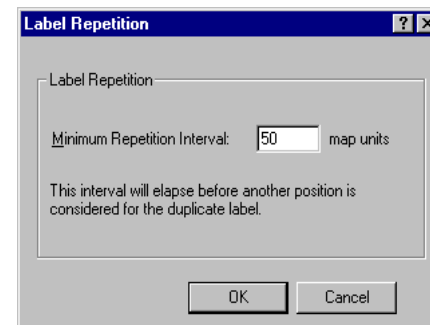 Label Repetition
Label Repetition
Minimum Repetition Interval: 50 map units
This interval will elapse before another position is
considered for the duplicate label.
OK Cancel